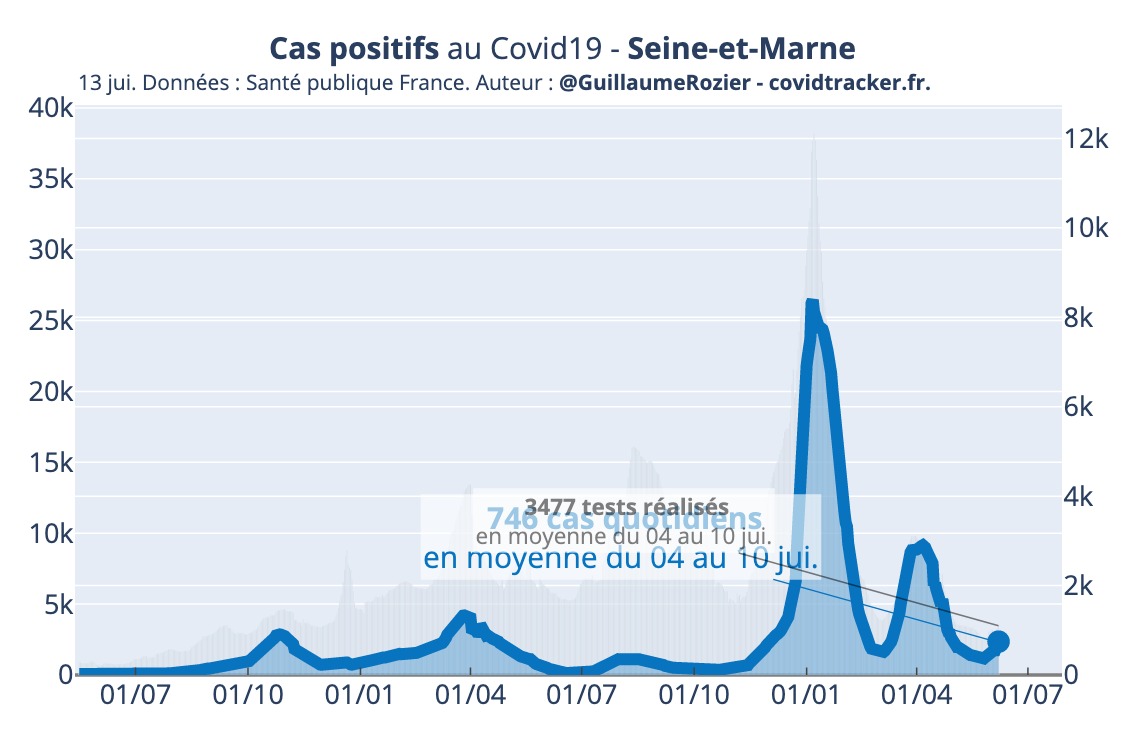 Cas positifs au Covid19 - Seine-et-Marne
13 jui. Données : Santé publique France. Auteur : @GuillaumeRozier - covidtracker.fr.
40k
35k
30k
25k
20k
15k
10k
5k
0
12k
10k
8k
6k
4k
2k
0
3477 tests réalisés
en moyenne du 04 au 10 jui.
746 cas quotidiens
en moyenne du 04 au 10 jui.
01/07 01/10 01/01 01/04 01/07 01/10 01/01 01/04 01/07